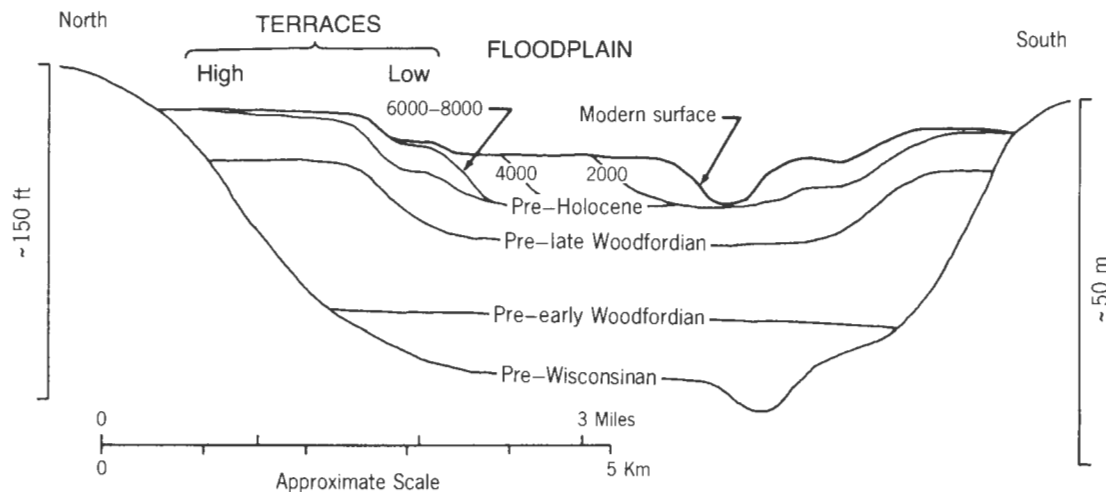 North
TERRACES
FLOODPLAIN
South
High
Low
6000–8000
Modern surface
4000
2000
Pre–Holocene
Pre–late Woodfordian
Pre–early Woodfordian
Pre–Wisconsinan
~150 ft
~50 m
0
3 Miles
0
5 Km
Approximate Scale